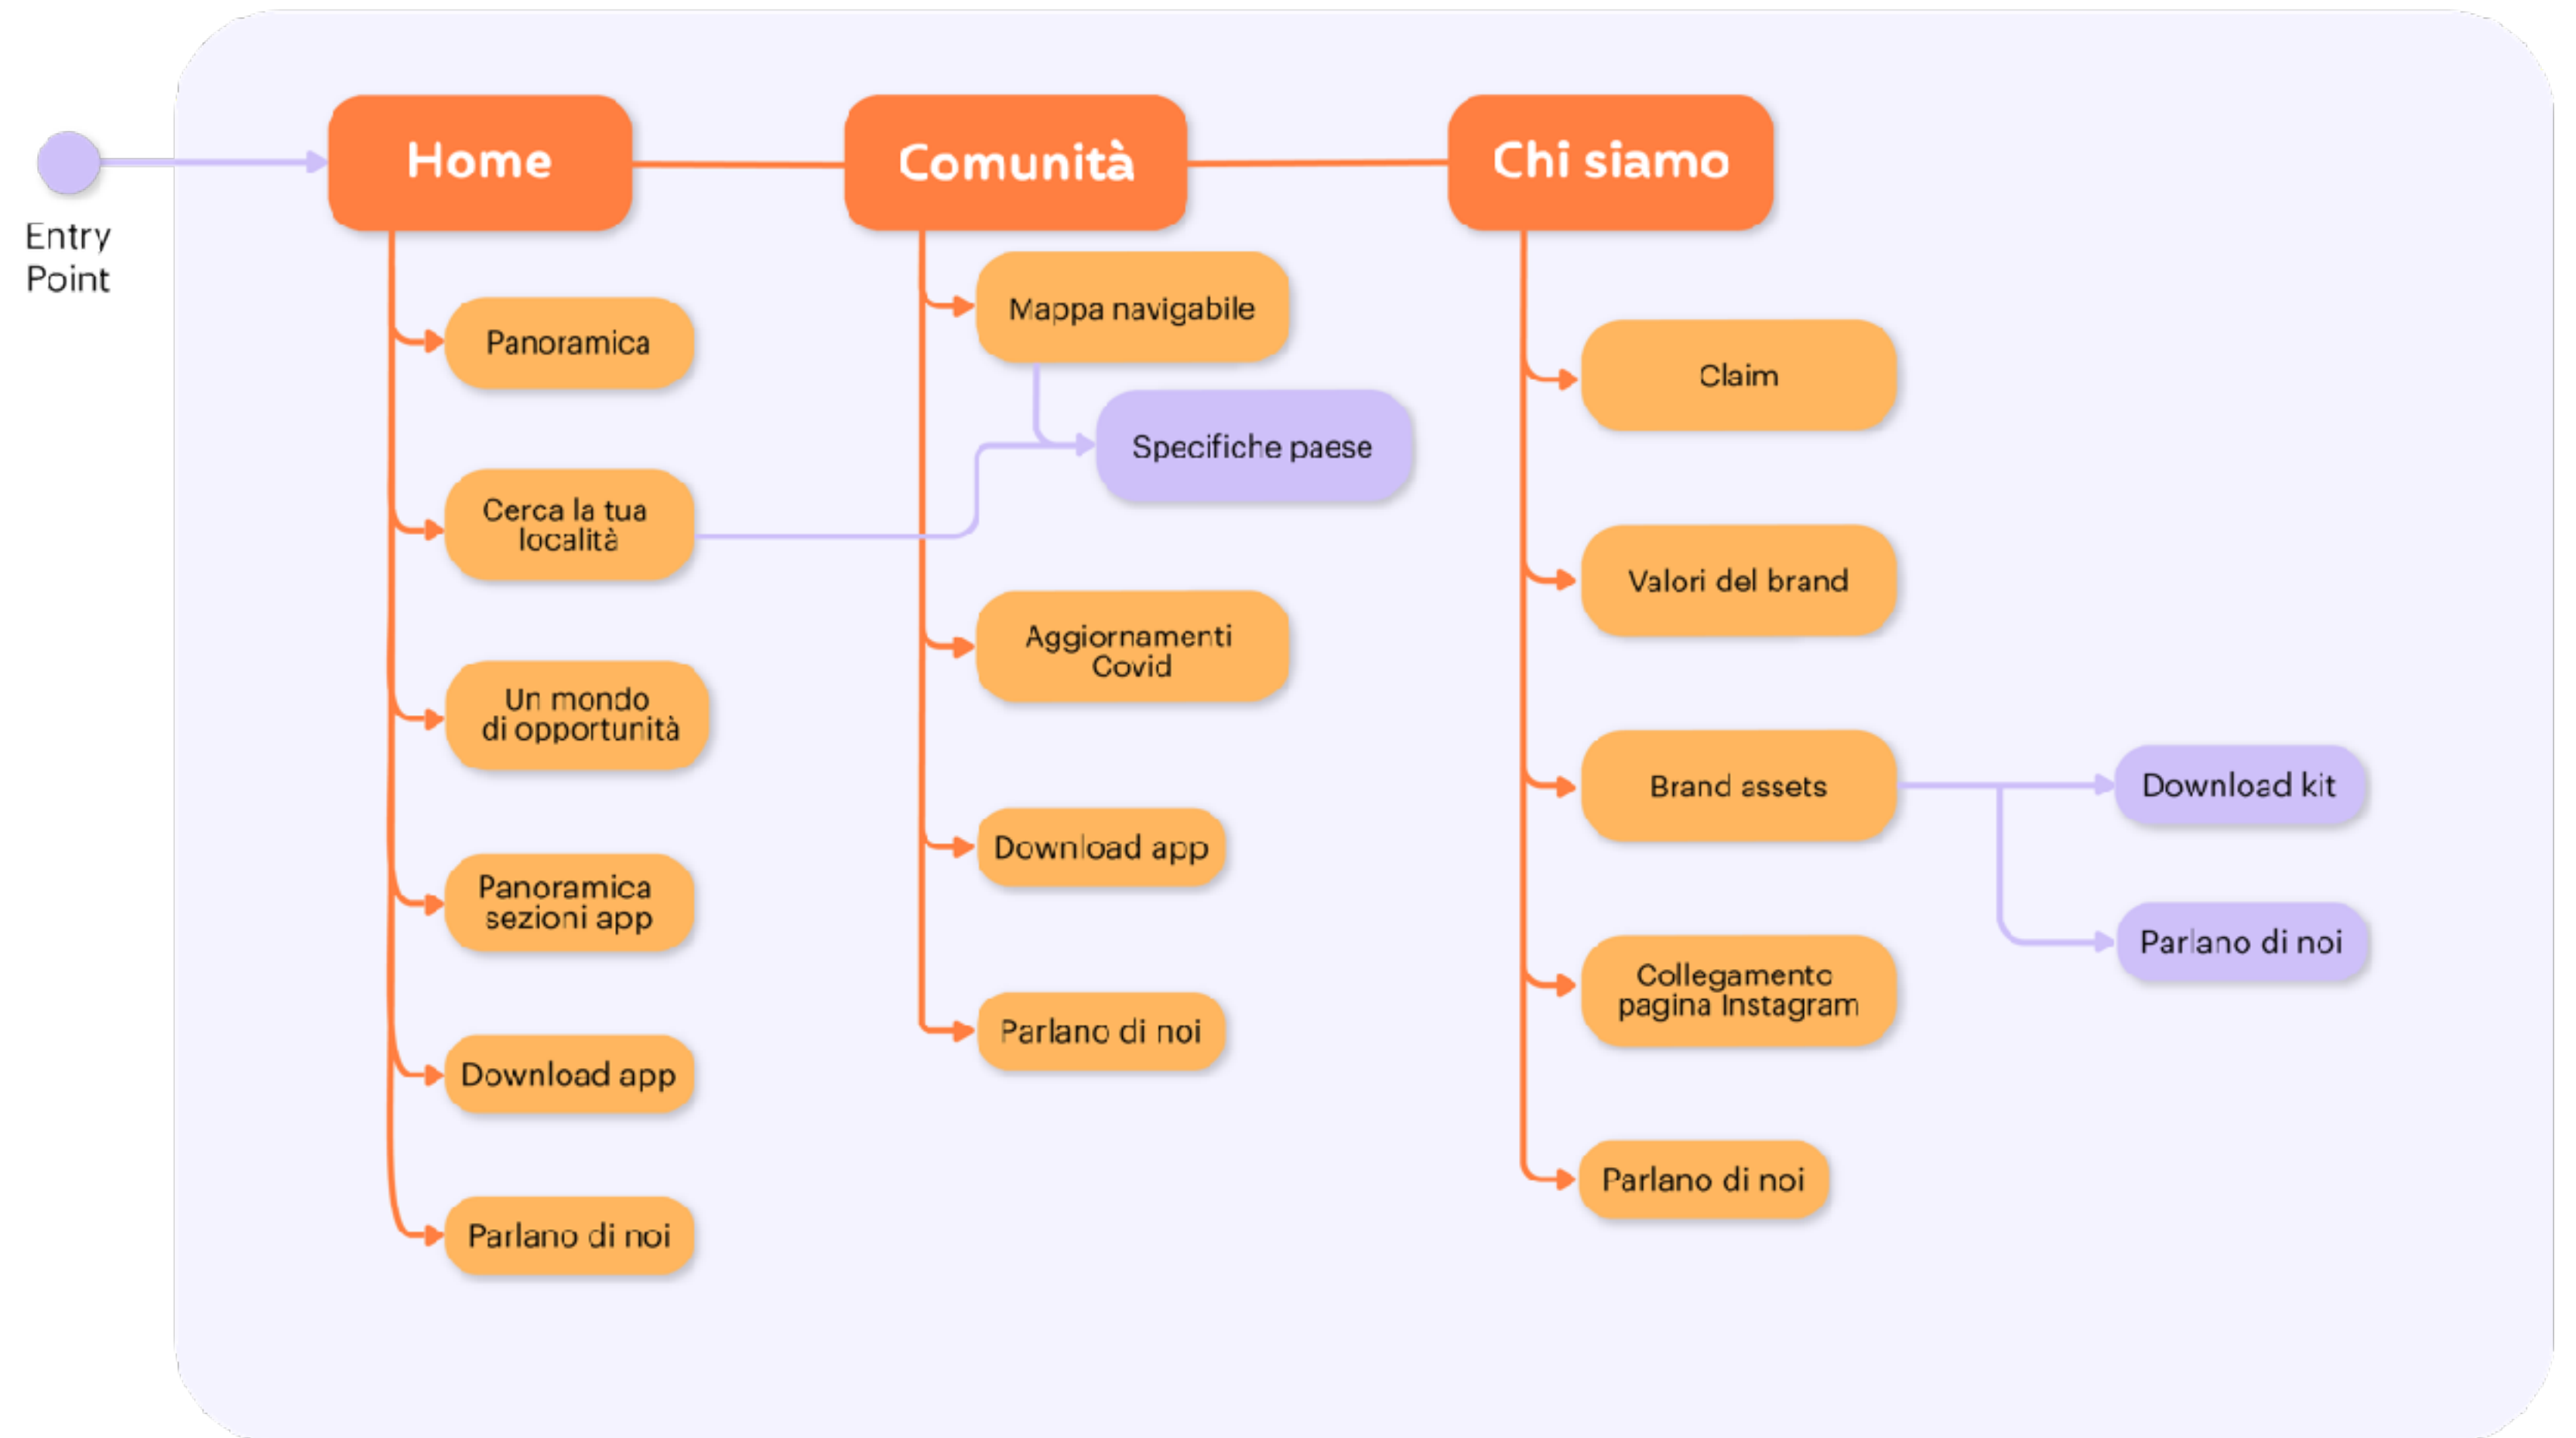 Entry
Point
Home
Panoramica
Cerca la tua
località
Un mondo
di opportunità
Panoramica
sezioni app
Download app
Parlano di noi
Comunità
Mappa navigabile
Specifiche paese
Aggiornamenti
Covid
Download app
Parlano di noi
Chi siamo
Claim
Valori del brand
Brand assets
Download kit
Parlano di noi
Collegamento
pagina Instagram
Parlano di noi